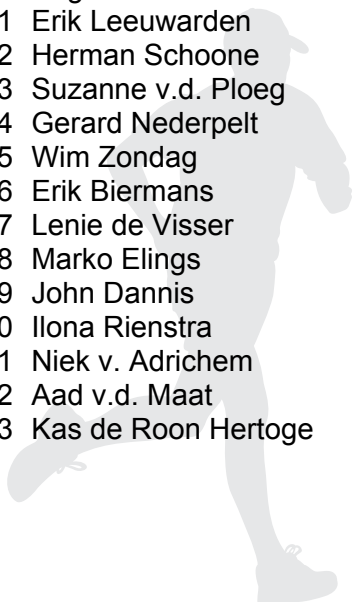 1 Erik Leeuwarden
2 Herman Schoone
3 Suzanne v.d. Ploeg
4 Gerard Nederpelt
5 Wim Zondag
6 Erik Biermans
7 Lenie de Visser
8 Marko Elings
9 John Dannis
0 Ilona Rienstra
1 Niek v. Adrichem
2 Aad v.d. Maat
3 Kas de Roon Hertoge